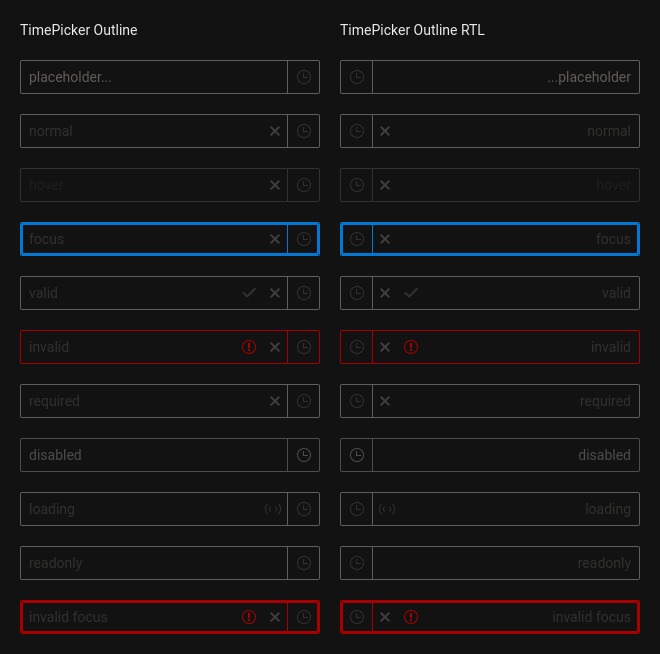 TimePicker Outline
placeholder...
normal
hover
focus
valid
invalid
required
disabled
loading
readonly
invalid focus
TimePicker Outline RTL
...placeholder
normal
hover
focus
valid
invalid
required
disabled
loading
readonly
invalid focus